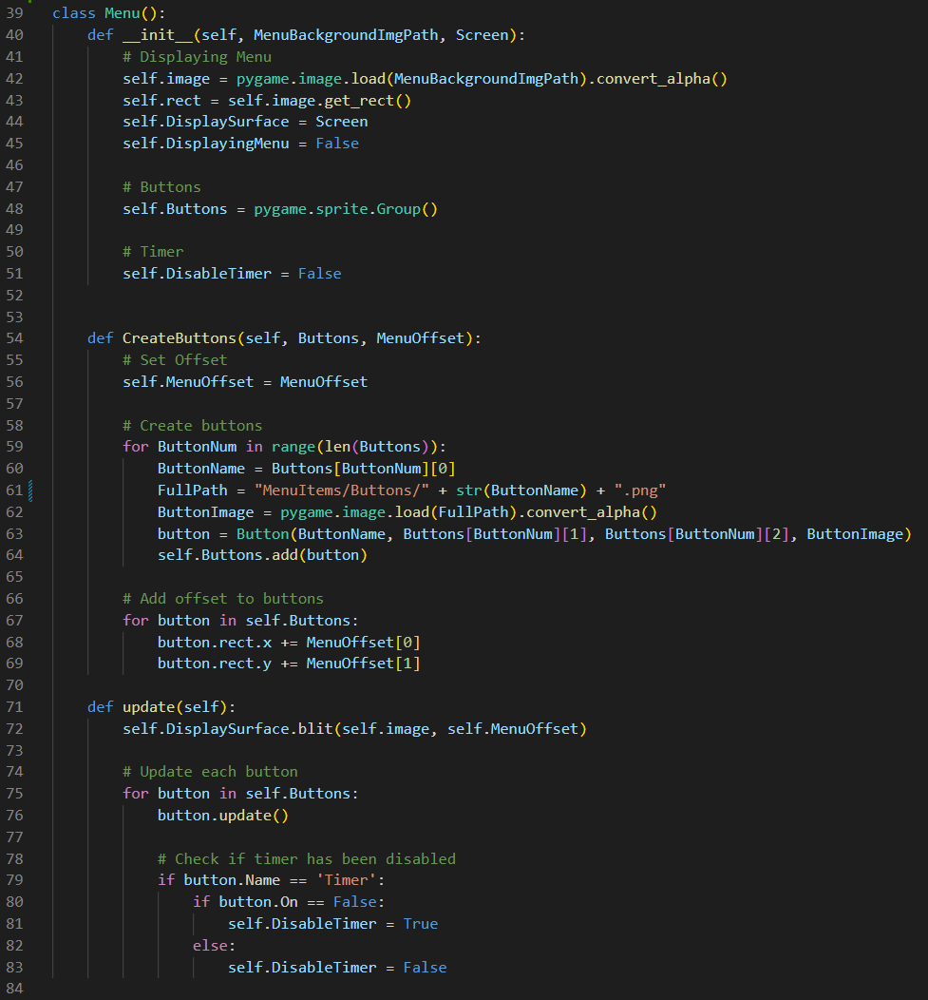 39 class Menu():
40     def __init__(self, MenuBackgroundImgPath, Screen):
41         # Displaying Menu
42         self.image = pygame.image.load(MenuBackgroundImgPath).convert_alpha()
43         self.rect = self.image.get_rect()
44         self.DisplaySurface = Screen
45         self.DisplayingMenu = False
46
47         # Buttons
48         self.Buttons = pygame.sprite.Group()
49
50         # Timer
51         self.DisableTimer = False
52
53
54     def CreateButtons(self, Buttons, MenuOffset):
55         # Set Offset
56         self.MenuOffset = MenuOffset
57
58         # Create buttons
59         for ButtonNum in range(len(Buttons)):
60             ButtonName = Buttons[ButtonNum][0]
61             FullPath = "MenuItems/Buttons/" + str(ButtonName) + ".png"
62             ButtonImage = pygame.image.load(FullPath).convert_alpha()
63             button = Button(ButtonName, Buttons[ButtonNum][1], Buttons[ButtonNum][2], ButtonImage)
64             self.Buttons.add(button)
65
66         # Add offset to buttons
67         for button in self.Buttons:
68             button.rect.x += MenuOffset[0]
69             button.rect.y += MenuOffset[1]
70
71     def update(self):
72         self.DisplaySurface.blit(self.image, self.MenuOffset)
73
74         # Update each button
75         for button in self.Buttons:
76             button.update()
77
78             # Check if timer has been disabled
79             if button.Name == 'Timer':
80                 if button.On == False:
81                     self.DisableTimer = True
82                 else:
83                     self.DisableTimer = False
84